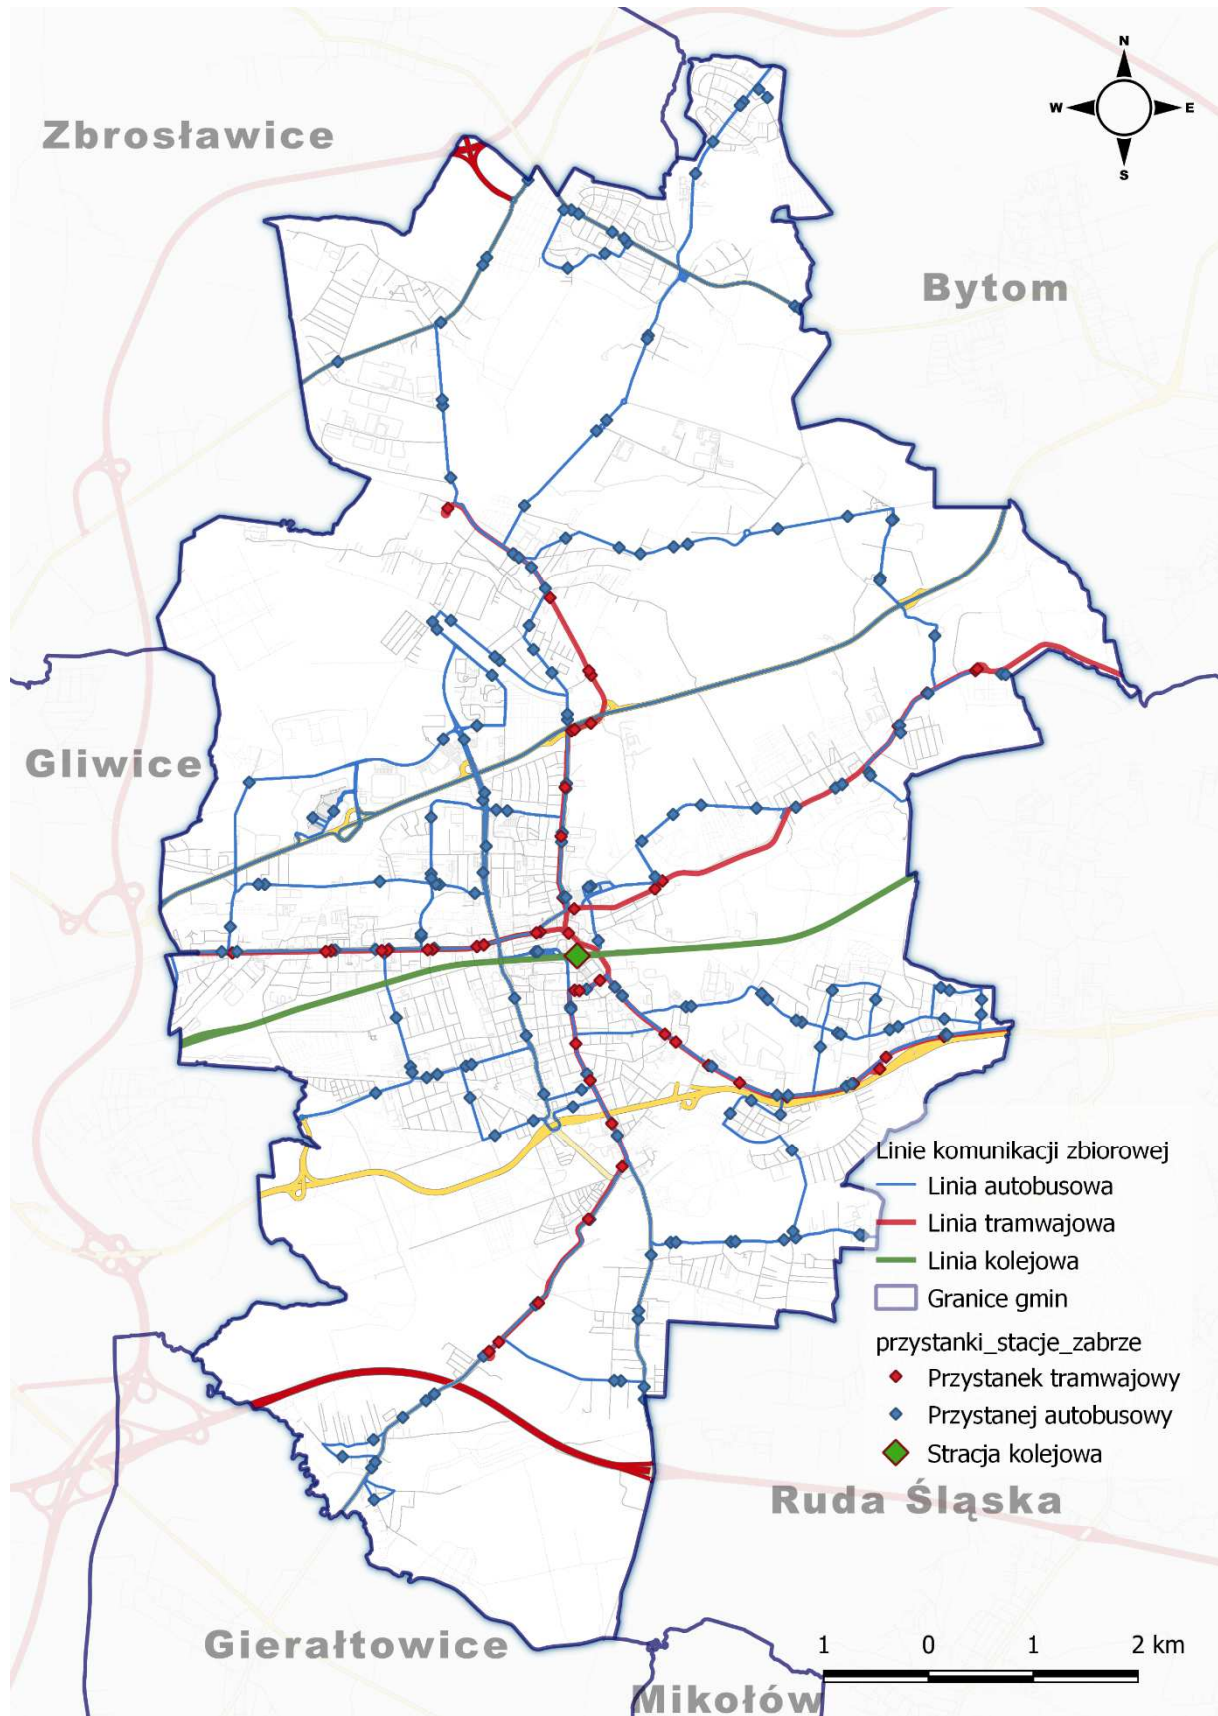 N
W E
S
Zbrosławice
Bytom
Gliwice
Linie komunikacji zbiorowej
Linia autobusowa
Linia tramwajowa
Linia kolejowa
Granice gmin
przystanki_stacje_zabrze
Przystanek tramwajowy
Przystanej autobusowy
Stracja kolejowa
Ruda Śląska
Gierałtowice
1 0 1 2 km
Mikołów